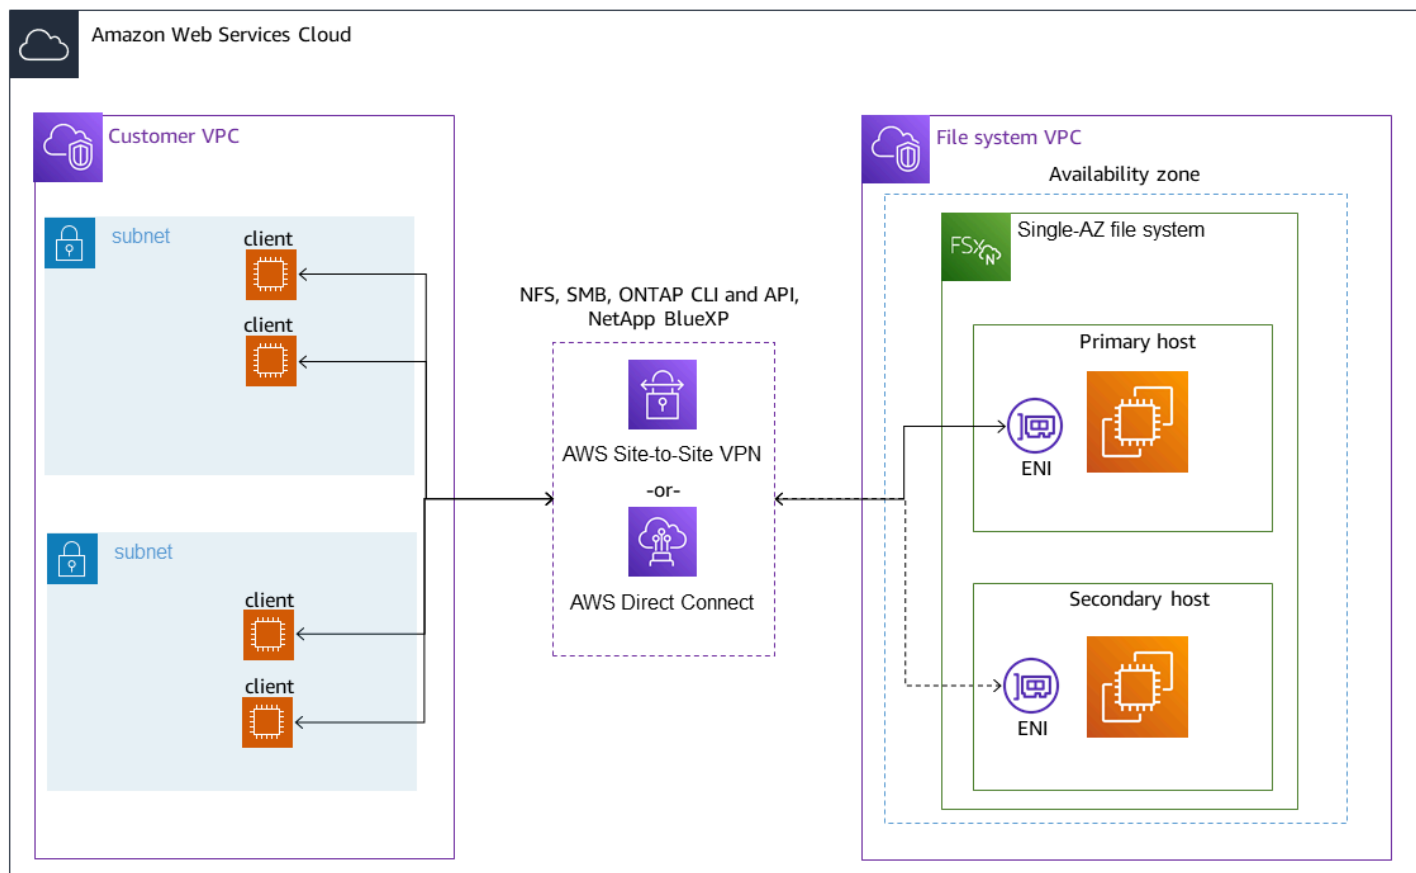 Amazon Web Services Cloud
Customer VPC
subnet
client
client
subnet
client
client
NFS, SMB, ONTAP CLI and API,
NetApp BlueXP
AWS Site-to-Site VPN
-or-
AWS Direct Connect
File system VPC
Availability zone
FSx
N
Single-AZ file system
Primary host
ENI
Secondary host
ENI